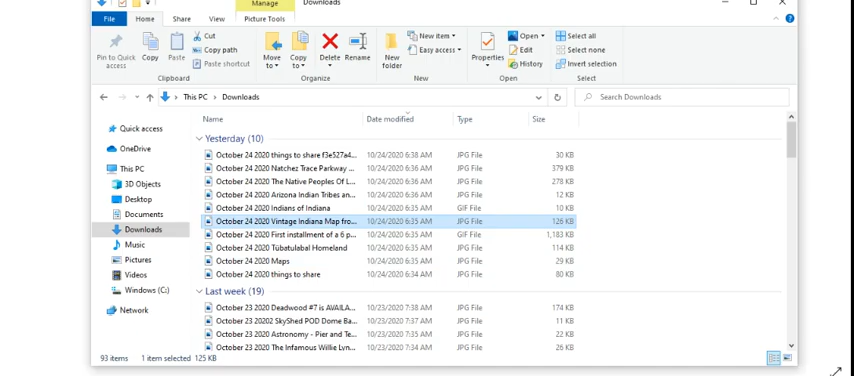 Manage Downloads
File Home Share View Picture Tools
Pin to Quick access Copy Paste Cut Copy path Paste shortcut
Move to Copy to Delete Rename
New folder New item Easy access
Properties Open Edit History
Select all Select none Invert selection
Clipboard Organize New Open Select
This PC > Downloads Search Downloads
Name Date modified Type Size
Quick access
OneDrive
This PC
3D Objects
Desktop
Documents
Downloads
Music
Pictures
Videos
Windows (C:)
Network
Yesterday (10)
October 24 2020 things to share f3e527a4... 10/24/2020 6:38 AM JPG File 30 KB
October 24 2020 Natchez Trace Parkway ... 10/24/2020 6:36 AM JPG File 379 KB
October 24 2020 The Native Peoples Of L... 10/24/2020 6:36 AM JPG File 278 KB
October 24 2020 Arizona Indian Tribes an... 10/24/2020 6:36 AM JPG File 12 KB
October 24 2020 Indians of Indiana 10/24/2020 6:35 AM GIF File 10 KB
October 24 2020 Vintage Indiana Map fro... 10/24/2020 6:35 AM JPG File 126 KB
October 24 2020 First installment of a 6 p... 10/24/2020 6:35 AM GIF File 1,183 KB
October 24 2020 Tübatulabal Homeland 10/24/2020 6:35 AM JPG File 114 KB
October 24 2020 Maps 10/24/2020 6:35 AM JPG File 29 KB
October 24 2020 things to share 10/24/2020 6:34 AM JPG File 80 KB
Last week (19)
October 23 2020 Deadwood #7 is AVAILA... 10/23/2020 7:38 AM JPG File 174 KB
October 23 20202 SkyShed POD Dome Ba... 10/23/2020 7:37 AM JPG File 11 KB
October 23 2020 Astronomy - Pier and Te... 10/23/2020 7:35 AM JPG File 22 KB
October 23 2020 The Infamous Willie Lyn... 10/23/2020 7:34 AM JPG File 26 KB
93 items 1 item selected 125 KB